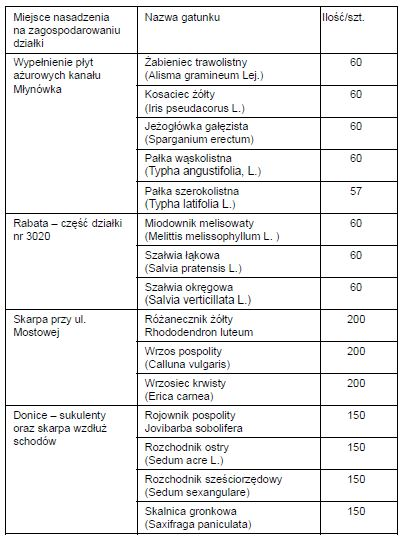 Miejsce nasadzenia Nazwa gatunku Ilość/szt.
na zagospodarowaniu
działki
Wypełnienie płyt Żabieniec trawolistny 60
ażurowych kanału (Alisma gramineum Lej.)
Młynówka
Kosaciec żółty 60
(Iris pseudacorus L.)
Jeżogłówka gałęzista 60
(Sparganium erectum)
Pałka wąskolistna 60
(Typha angustifolia, L.)
Pałka szerokolistna 57
(Typha latifolia L.)
Rabata – część działki Miodownik melisowaty 60
nr 3020 (Melittis melissophyllum L. )
Szałwia łąkowa 60
(Salvia pratensis L.)
Szałwia okręgowa 60
(Salvia verticillata L.)
Skarpa przy ul. Różanecznik żółty 200
Mostowej Rhododendron luteum
Wrzos pospolity 200
(Calluna vulgaris)
Wrzosiec krwisty 200
(Erica carnea)
Donice – sukulenty Rojownik pospolity 150
oraz skarpa wzdłuż Jovibarba sobolifera
schodów
Rozchodnik ostry 150
(Sedum acre L.)
Rozchodnik sześciorzędowy 150
(Sedum sexangulare)
Skalnica gronkowa 150
(Saxifraga paniculata)